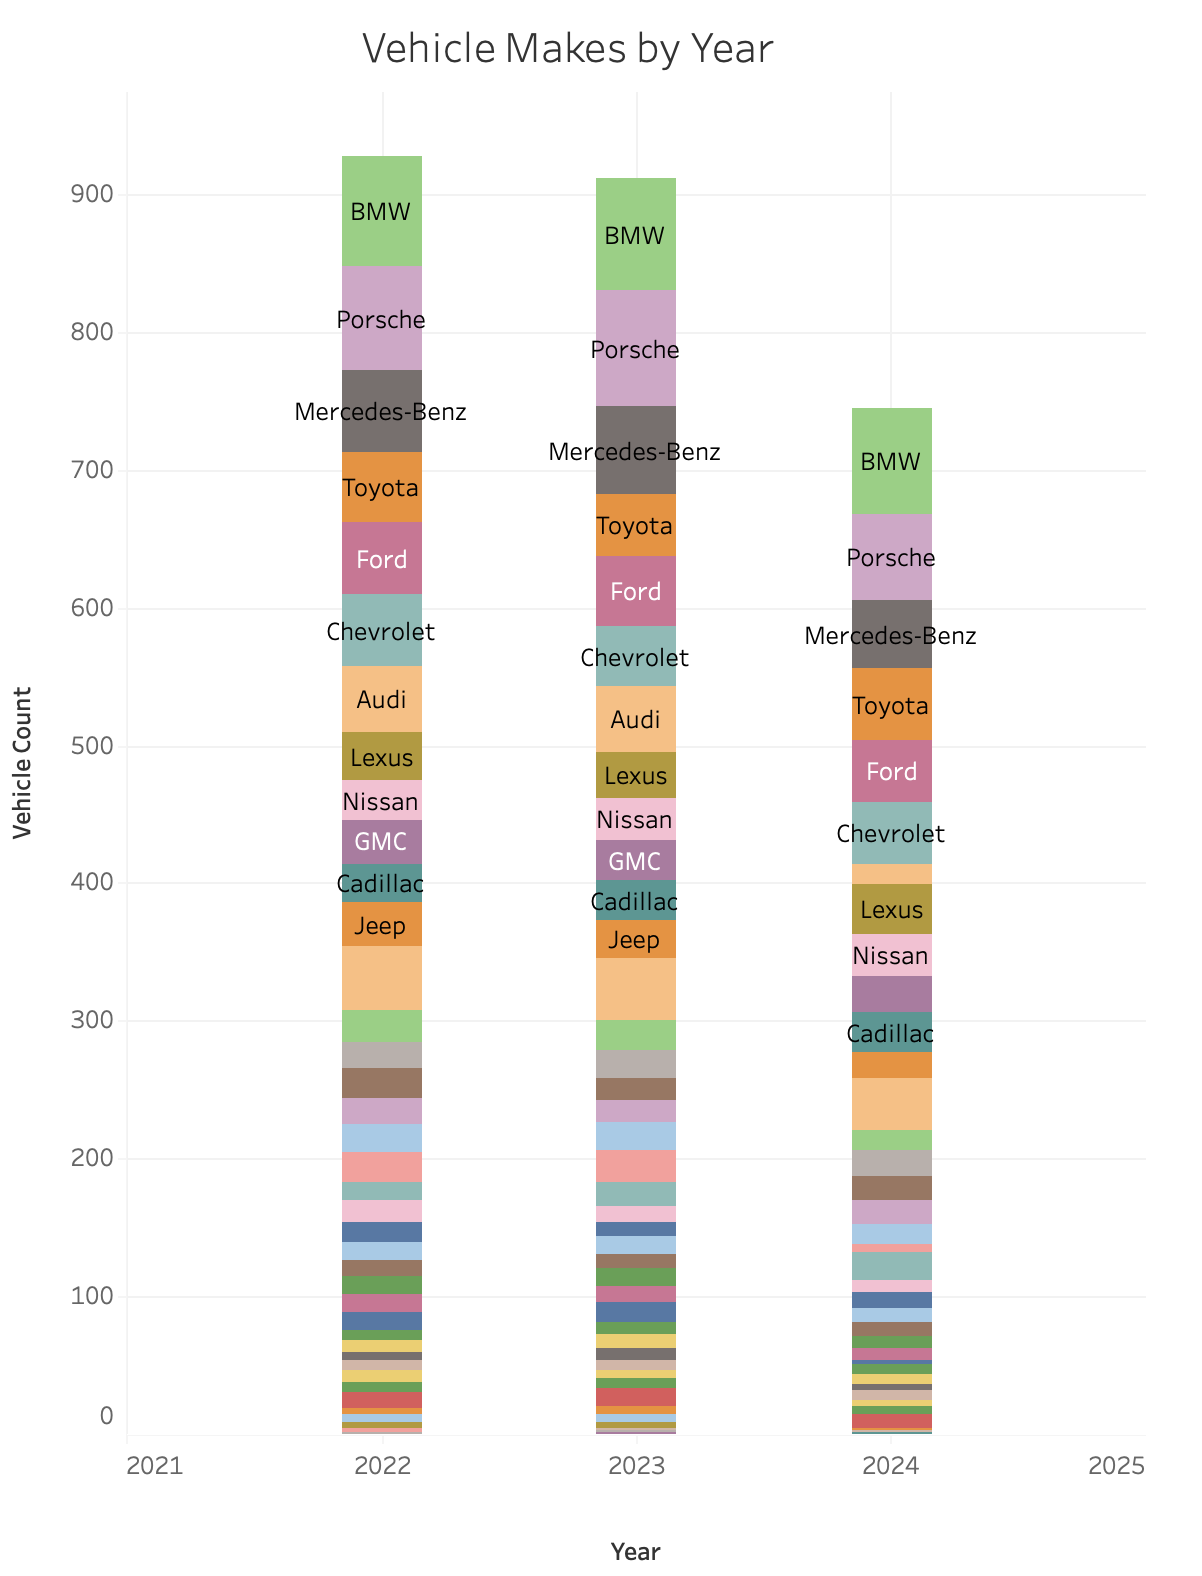 Vehicle Makes by Year
900
800
700
600
500
400
300
200
100
0
Vehicle Count
BMW
Porsche
Mercedes-Benz
Toyota
Ford
Chevrolet
Audi
Lexus
Nissan
GMC
Cadillac
Jeep
BMW
Porsche
Mercedes-Benz
Toyota
Ford
Chevrolet
Audi
Lexus
Nissan
GMC
Cadillac
Jeep
BMW
Porsche
Mercedes-Benz
Toyota
Ford
Chevrolet
Lexus
Nissan
Cadillac
2021 2022 2023 2024 2025
Year